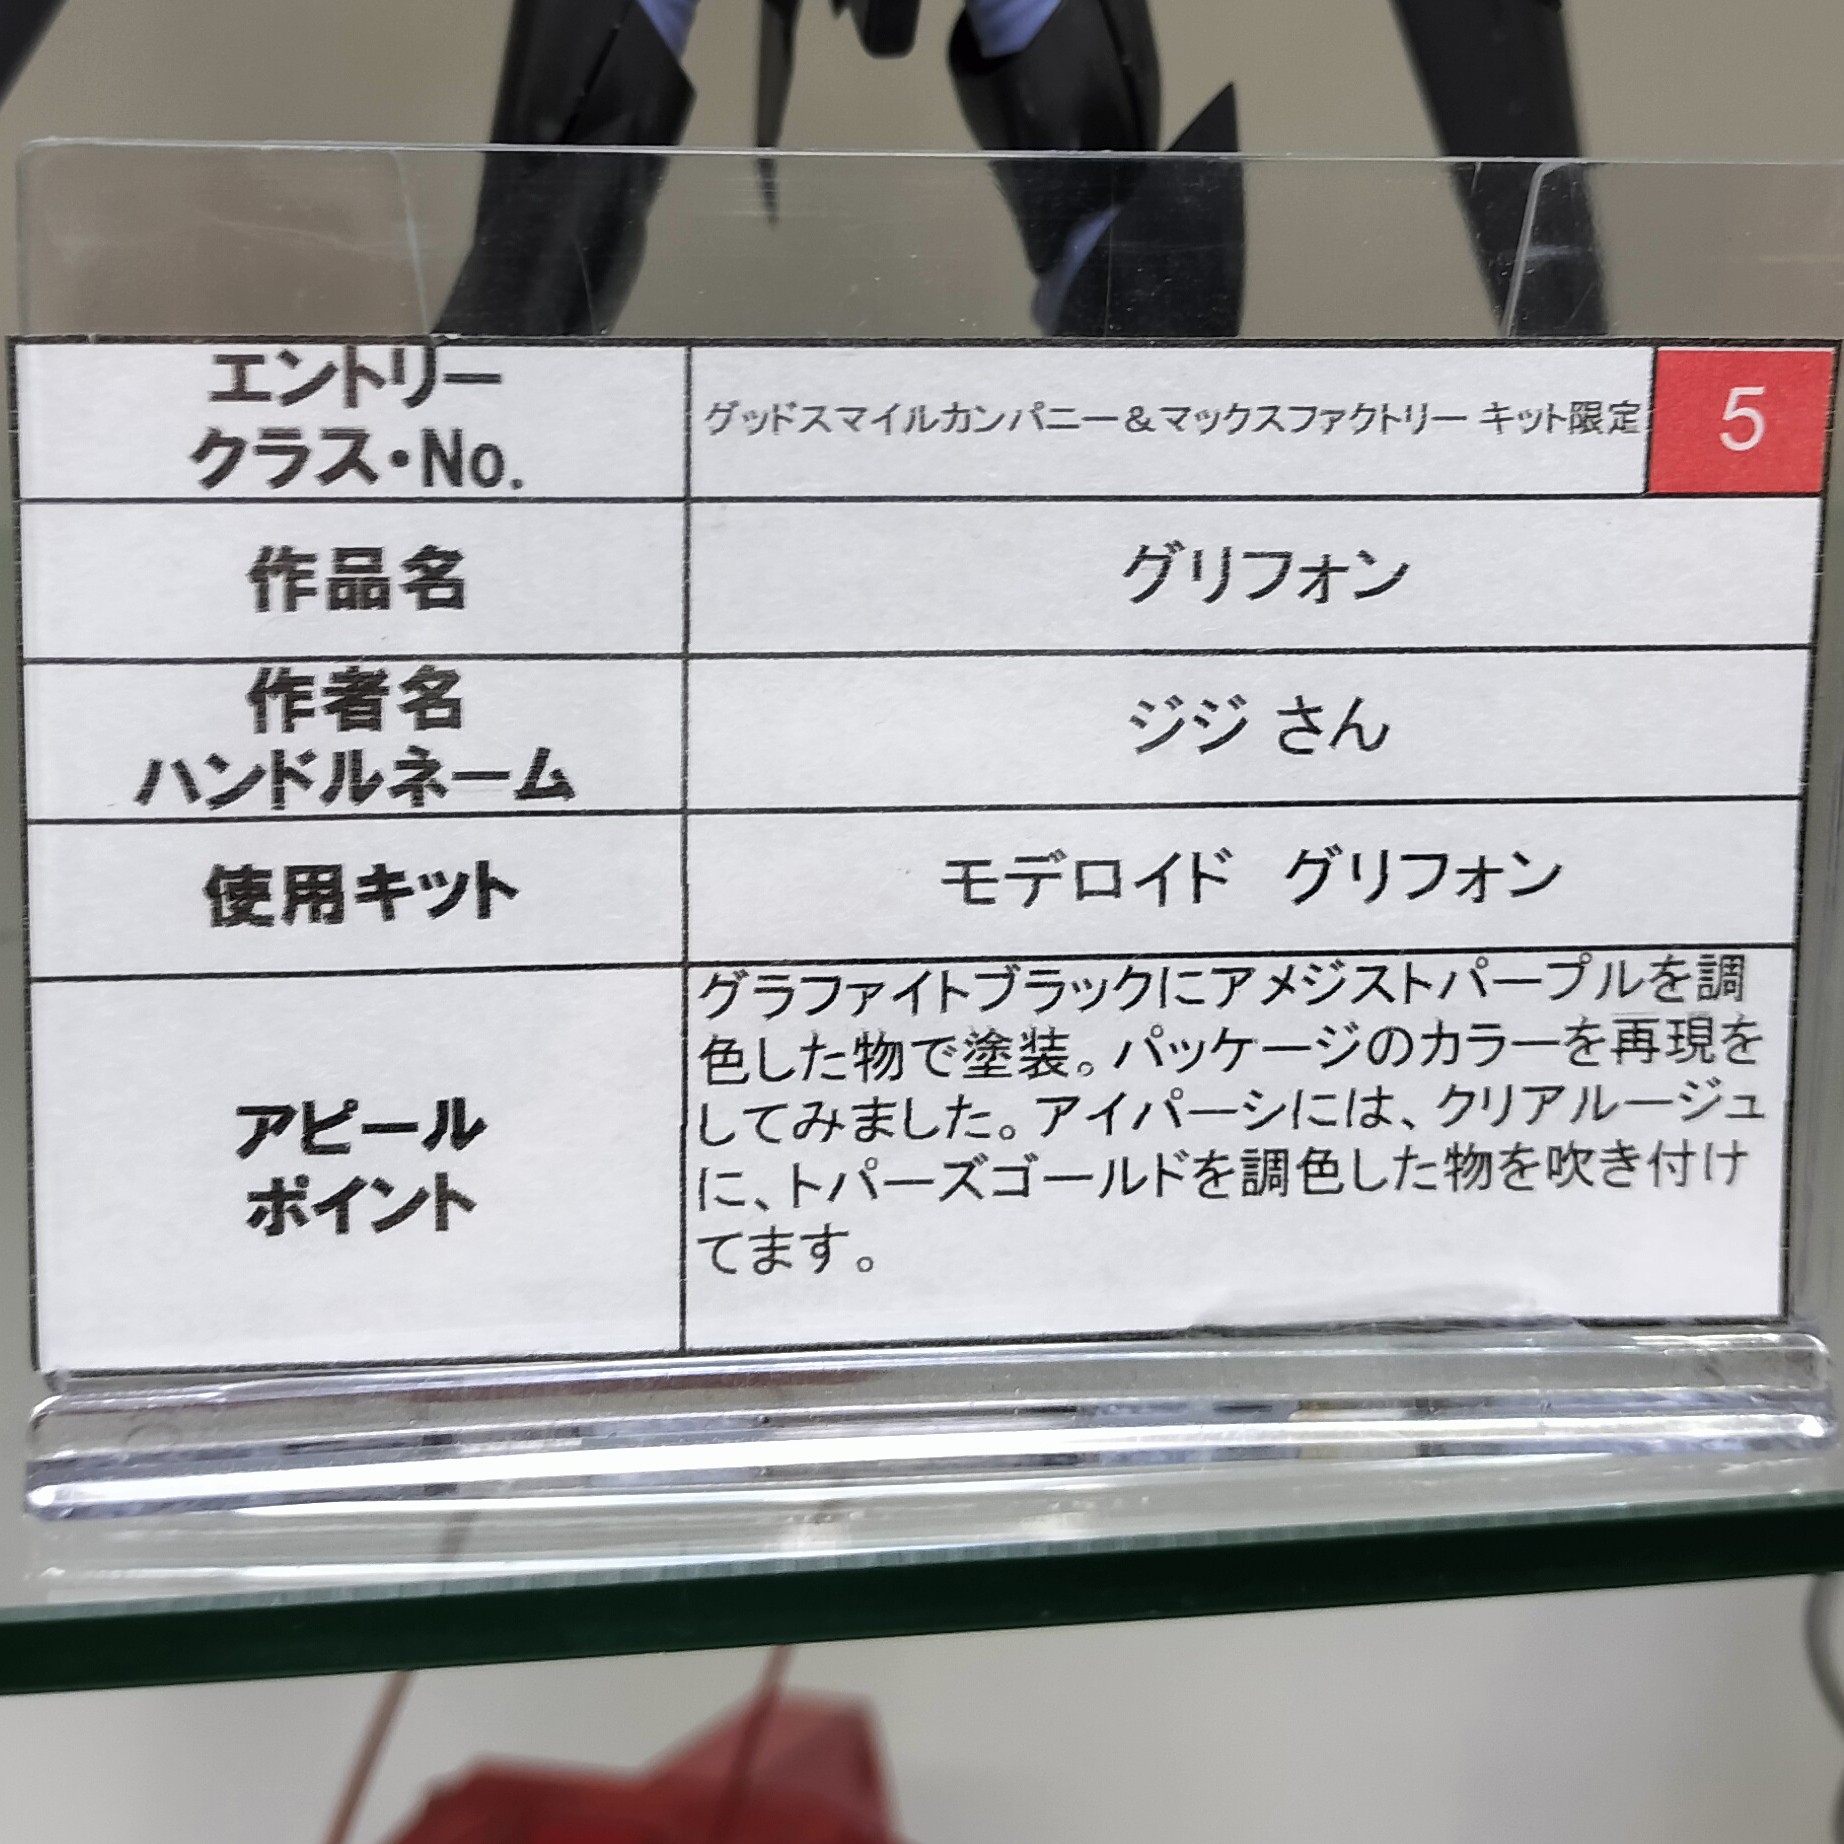 エントリー
クラス・No.
グッドスマイルカンパニー＆マックスファクトリー キット限定
5
作品名
グリフォン
作者名
ハンドルネーム
ジジ さん
使用キット
モデロイド　グリフォン
アピール
ポイント
グラファイトブラックにアメジストパープルを調
色した物で塗装。パッケージのカラーを再現を
してみました。アイパーシには、クリアルージュ
に、トパーズゴールドを調色した物を吹き付け
てます。